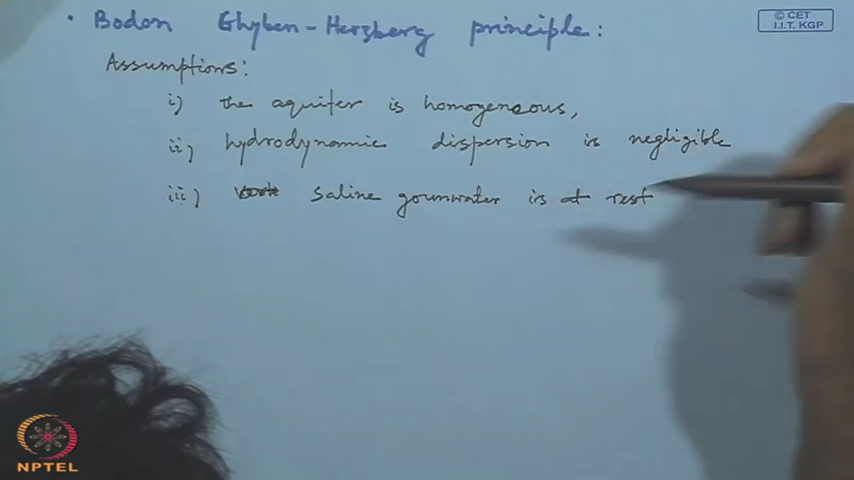 • Badon Ghyben-Herzberg principle:
© CET
I.I.T. KGP
Assumptions:
i) the aquifer is homogeneous,
ii) hydrodynamic dispersion is negligible
iii) saline gounwater is at rest
NPTEL